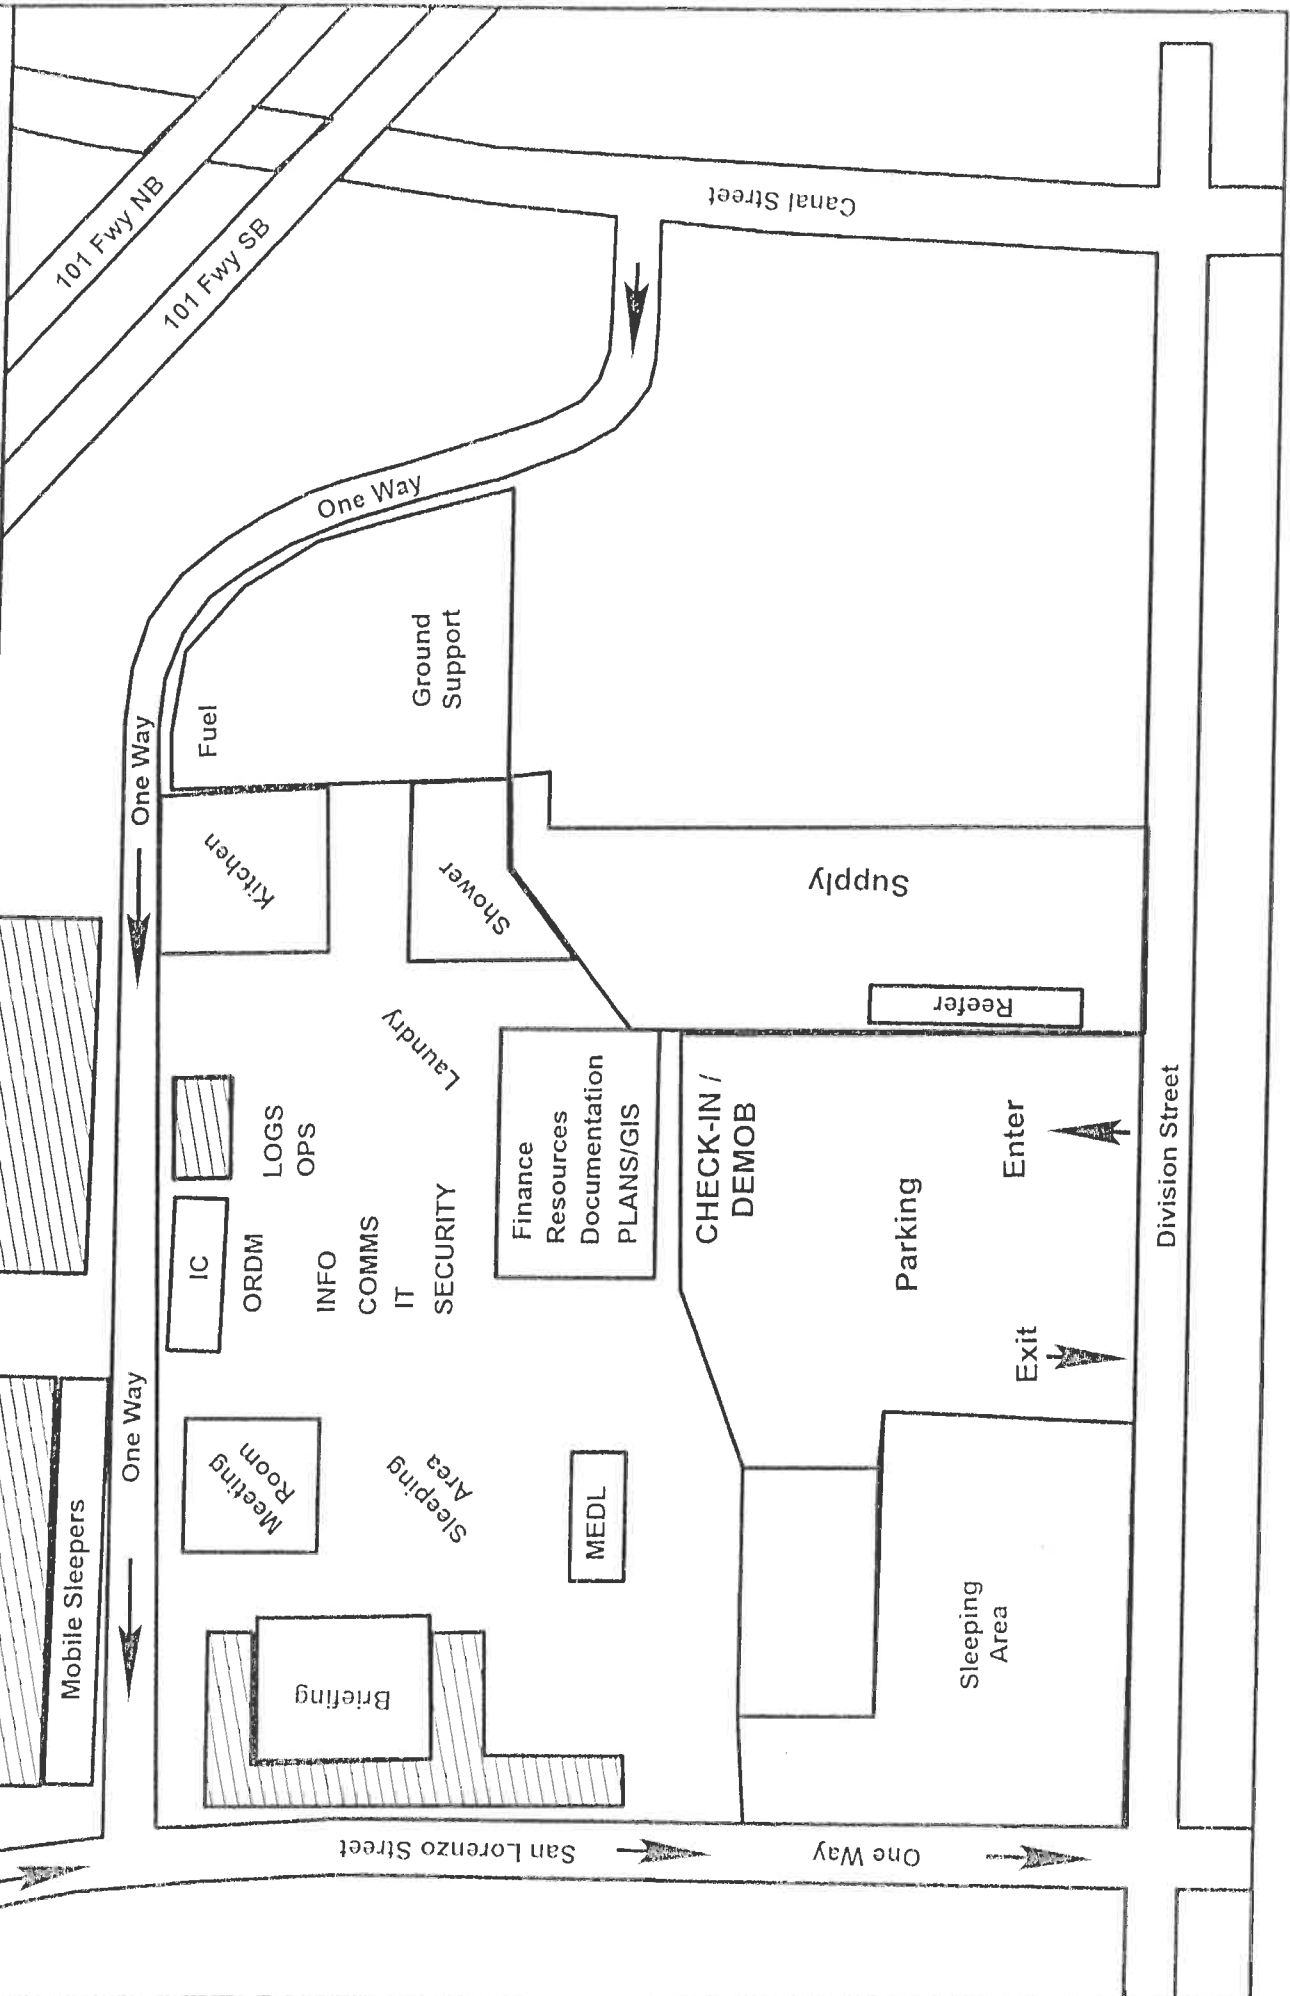 101 Fwy NB
101 Fwy SB
Canal Street
One Way
Ground
Support
Fuel
One Way
Kitchen
Shower
Supply
Reefer
Laundry
LOGS
OPS
IC
ORDM
INFO
COMMS
IT
SECURITY
Finance
Resources
Documentation
PLANS/GIS
CHECK-IN /
DEMOB
Enter
Parking
Exit
Division Street
One Way
Mobile Sleepers
Meeting
Room
Sleeping
Area
MEDL
Briefing
Sleeping
Area
San Lorenzo Street
One Way